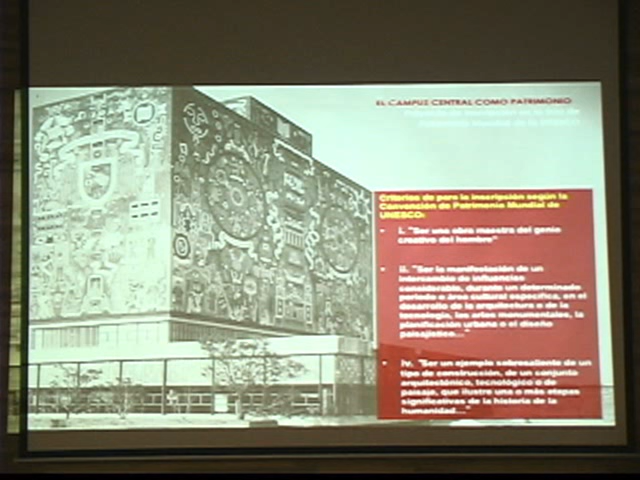 EL CAMPUS CENTRAL COMO PATRIMONIO
Criterios de para la inscripción según la
Convención de Patrimonio Mundial de
UNESCO:
• i. "Ser una obra maestra del genio
creativo del hombre"
• ii. "Ser la manifestación de un
intercambio de influencias
considerable, durante un determinado
periodo o área cultural específica, en el
desarrollo de la arquitectura o de la
tecnología, las artes monumentales, la
planificación urbana o el diseño
paisajístico..."
• iv. "Ser un ejemplo sobresaliente de un
tipo de construcción, de un conjunto
arquitectónico, tecnológico o de
paisaje, que ilustre una o más etapas
significativas de la historia de la
humanidad..."